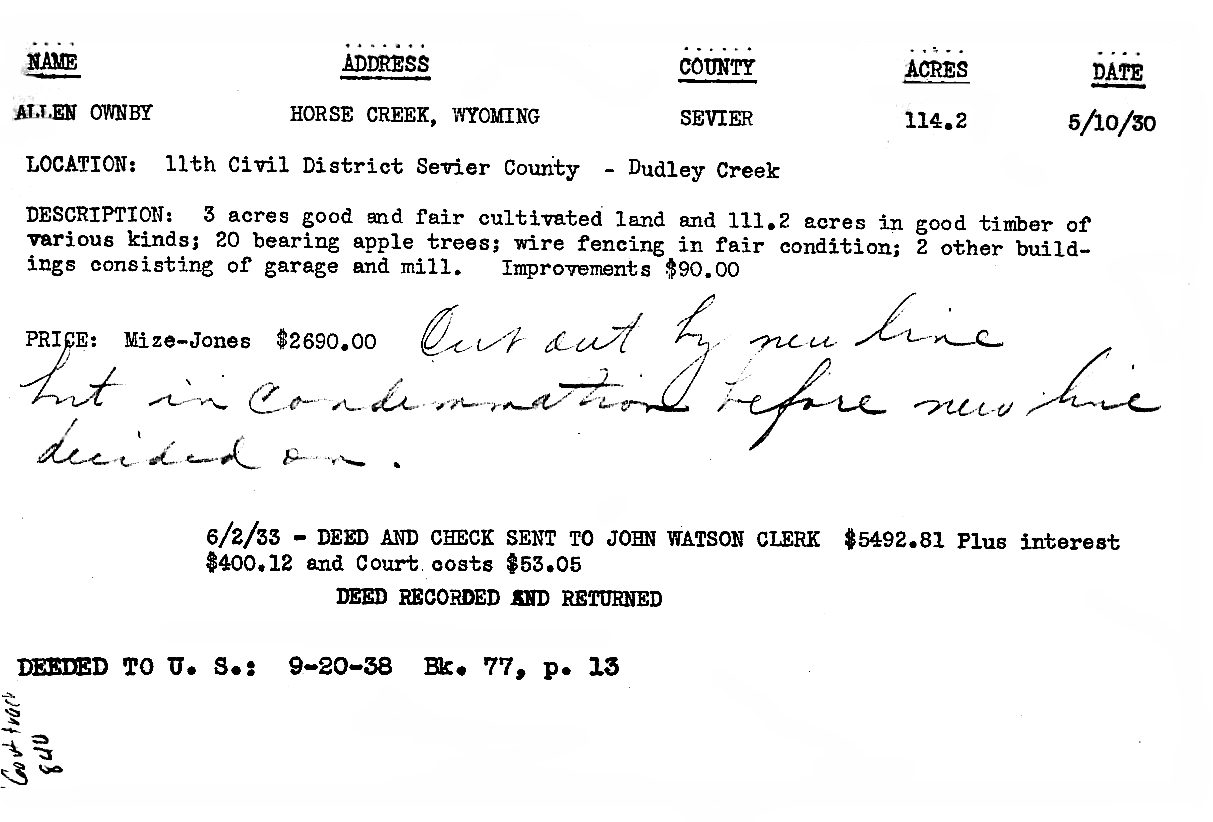 NAME ADDRESS COUNTY ACRES DATE
ALLEN OWNBY HORSE CREEK, WYOMING SEVIER 114.2 5/10/30
LOCATION: 11th Civil District Sevier County - Dudley Creek
DESCRIPTION: 3 acres good and fair cultivated land and 111.2 acres in good timber of
various kinds; 20 bearing apple trees; wire fencing in fair condition; 2 other build-
ings consisting of garage and mill. Improvements $90.00
PRICE: Mize-Jones $2690.00 Cut out by new line
but in Condemnation before new line
decided on.
6/2/33 - DEED AND CHECK SENT TO JOHN WATSON CLERK $5492.81 Plus interest
$400.12 and Court costs $53.05
DEED RECORDED AND RETURNED
DEEDED TO U. S.: 9-20-38 Bk. 77, p. 13
Govt tract
840